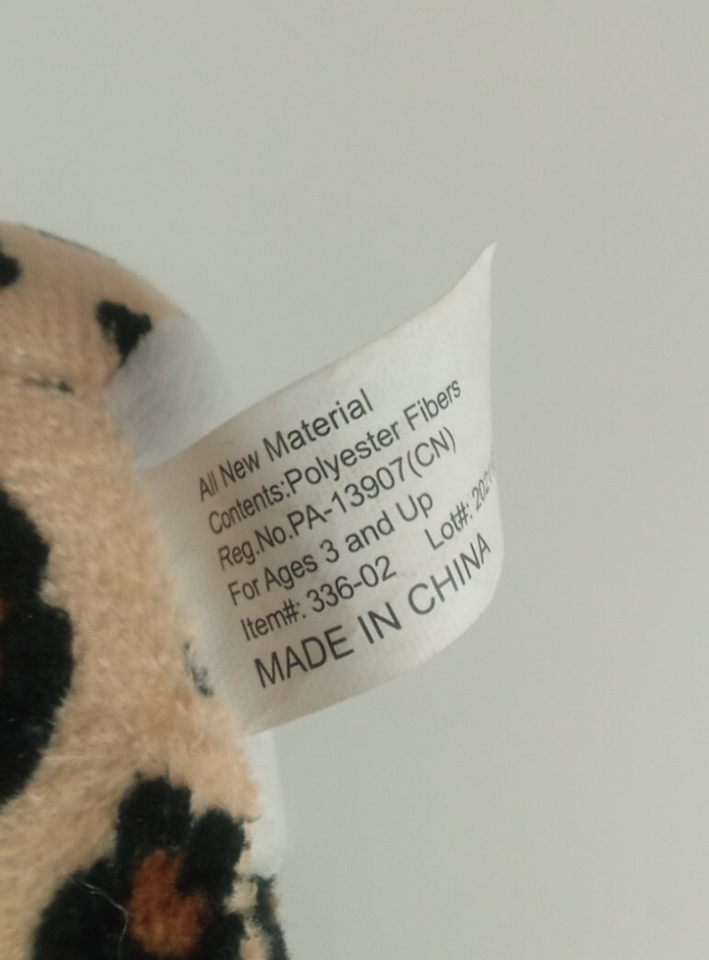 All New Material
Contents:Polyester Fibers
Reg.No.PA-13907(CN)
For Ages 3 and Up
Item#: 336-02 Lot#:
MADE IN CHINA